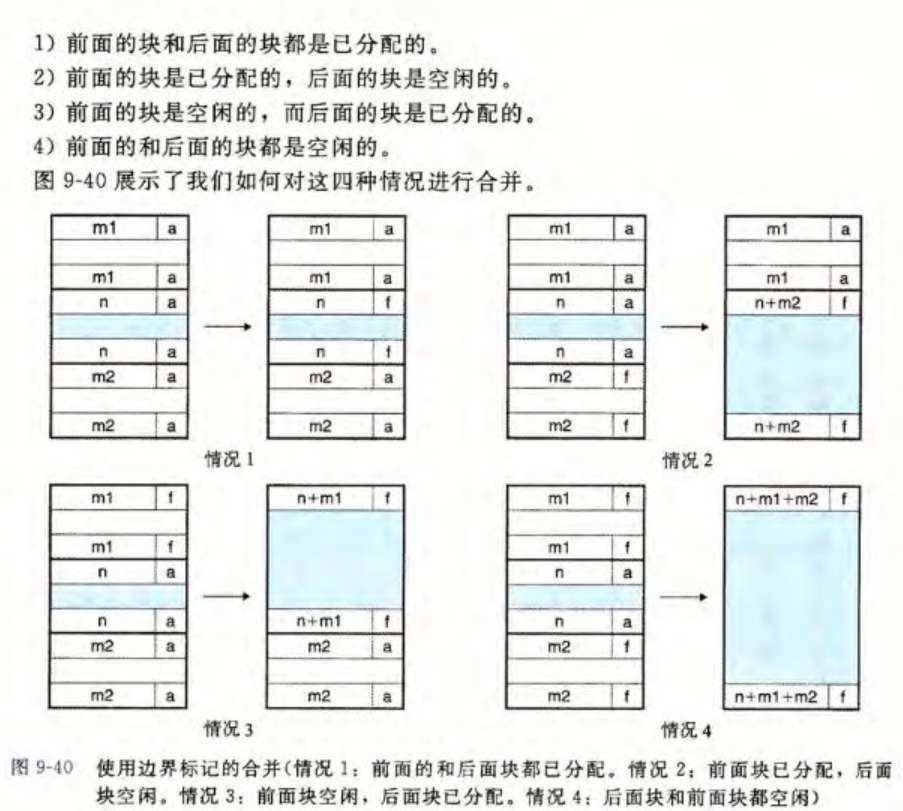 1) 前面的块和后面的块都是已分配的。
2) 前面的块是已分配的，后面的块是空闲的。
3) 前面的块是空闲的，而后面的块是已分配的。
4) 前面的和后面的块都是空闲的。
图 9-40 展示了我们如何对这四种情况进行合并。
m1 a m1 a
m1 a m1 a
n a n f
n a n f
m2 a m2 a
m2 a m2 a
情况 1
m1 a m1 a
m1 a m1 a
n a n+m2 f
n a
m2 f
m2 f n+m2 f
情况 2
m1 f n+m1 f
m1 f
n a
n a n+m1 f
m2 a m2 a
m2 a m2 a
情况 3
m1 f n+m1+m2 f
m1 f
n a
n a
m2 f
m2 f n+m1+m2 f
情况 4
图 9-40 使用边界标记的合并(情况 1：前面的和后面块都已分配。情况 2：前面块已分配，后面
块空闲。情况 3：前面块空闲，后面块已分配。情况 4：后面块和前面块都空闲)